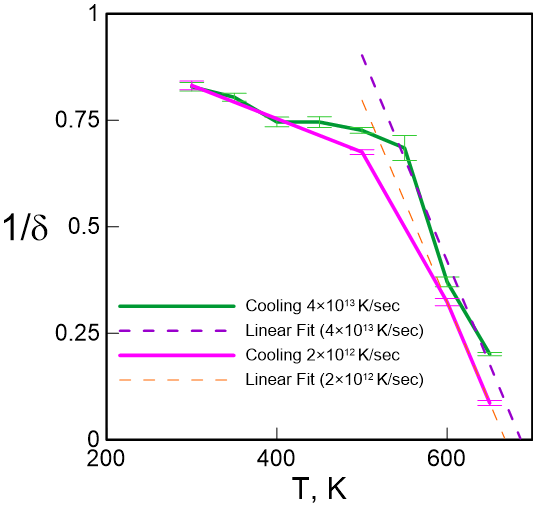 1
0.75
1/δ
0.5
Cooling 4×10¹³ K/sec
Linear Fit (4×10¹³ K/sec)
0.25
Cooling 2×10¹² K/sec
Linear Fit (2×10¹² K/sec)
0
200
400
600
T, K